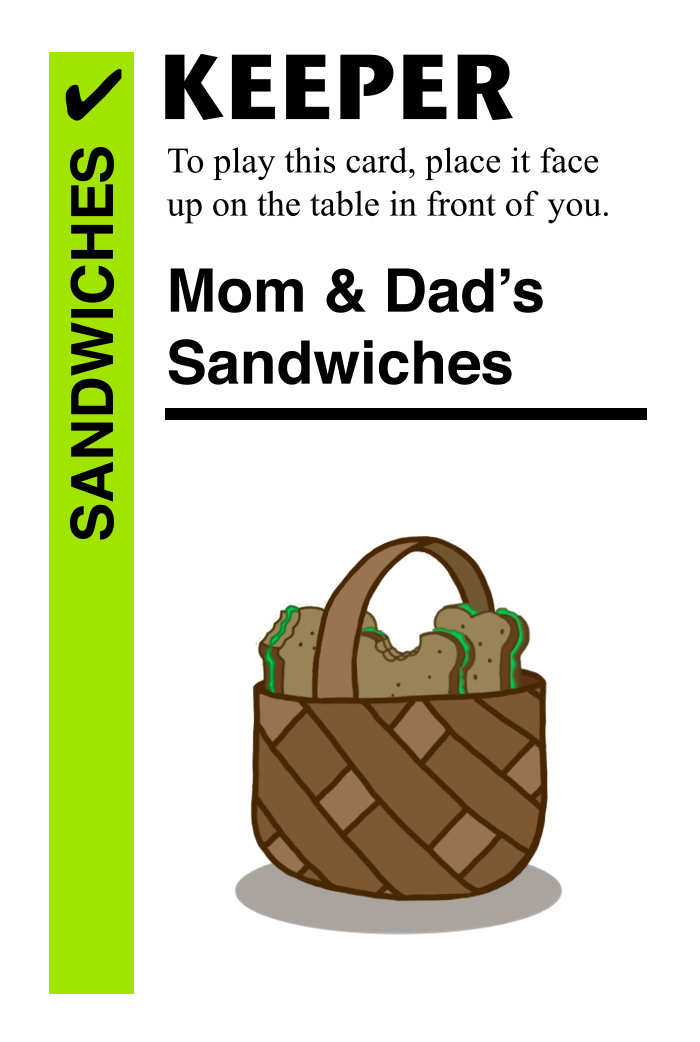 ✔ SANDWICHES
KEEPER
To play this card, place it face
up on the table in front of you.
Mom & Dad’s
Sandwiches